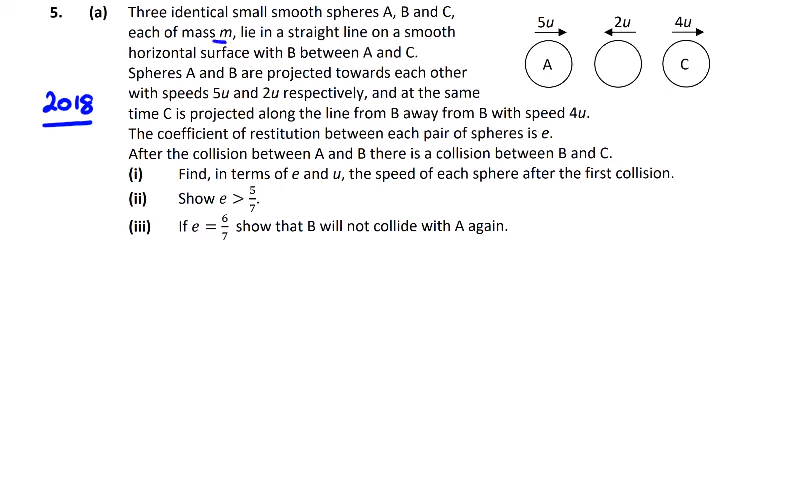 5. (a) Three identical small smooth spheres A, B and C,
each of mass m, lie in a straight line on a smooth
horizontal surface with B between A and C.
Spheres A and B are projected towards each other
with speeds 5u and 2u respectively, and at the same
time C is projected along the line from B away from B with speed 4u.
The coefficient of restitution between each pair of spheres is e.
After the collision between A and B there is a collision between B and C.
(i) Find, in terms of e and u, the speed of each sphere after the first collision.
(ii) Show e > 5/7.
(iii) If e = 6/7 show that B will not collide with A again.
5u 2u 4u
A C
2018